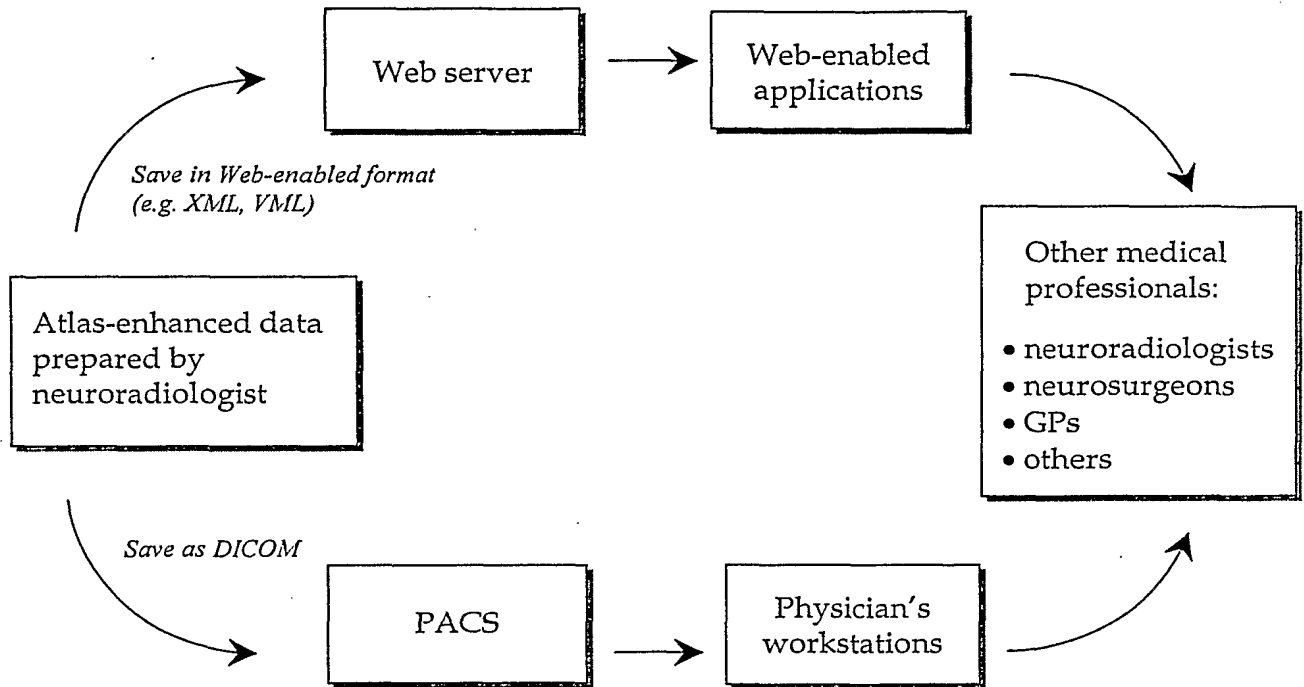 Web server
Web-enabled
applications
Save in Web-enabled format
(e.g. XML, VML)
Atlas-enhanced data
prepared by
neuroradiologist
Other medical
professionals:
• neuroradiologists
• neurosurgeons
• GPs
• others
Save as DICOM
PACS
Physician's
workstations